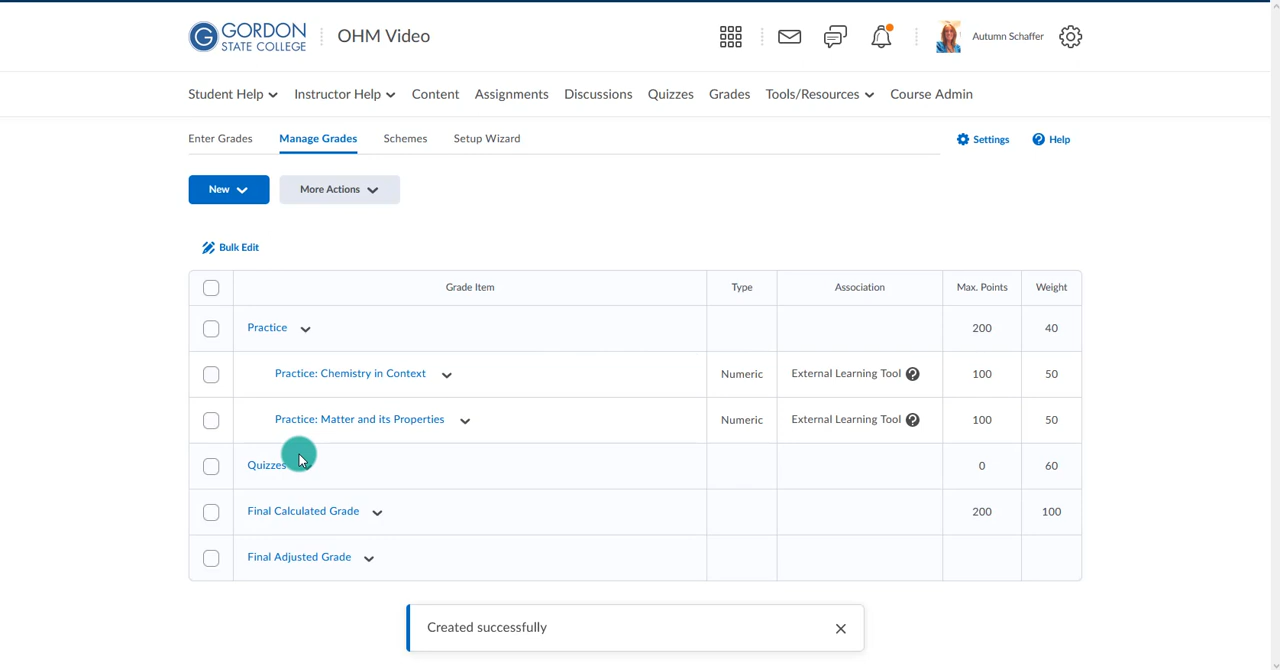 GORDON
STATE COLLEGE
OHM Video
Autumn Schaffer
Student Help
Instructor Help
Content
Assignments
Discussions
Quizzes
Grades
Tools/Resources
Course Admin
Enter Grades
Manage Grades
Schemes
Setup Wizard
Settings
Help
New
More Actions
Bulk Edit
Grade Item Type Association Max. Points Weight
Practice 200 40
Practice: Chemistry in Context Numeric External Learning Tool 100 50
Practice: Matter and its Properties Numeric External Learning Tool 100 50
Quizzes 0 60
Final Calculated Grade 200 100
Final Adjusted Grade
Created successfully